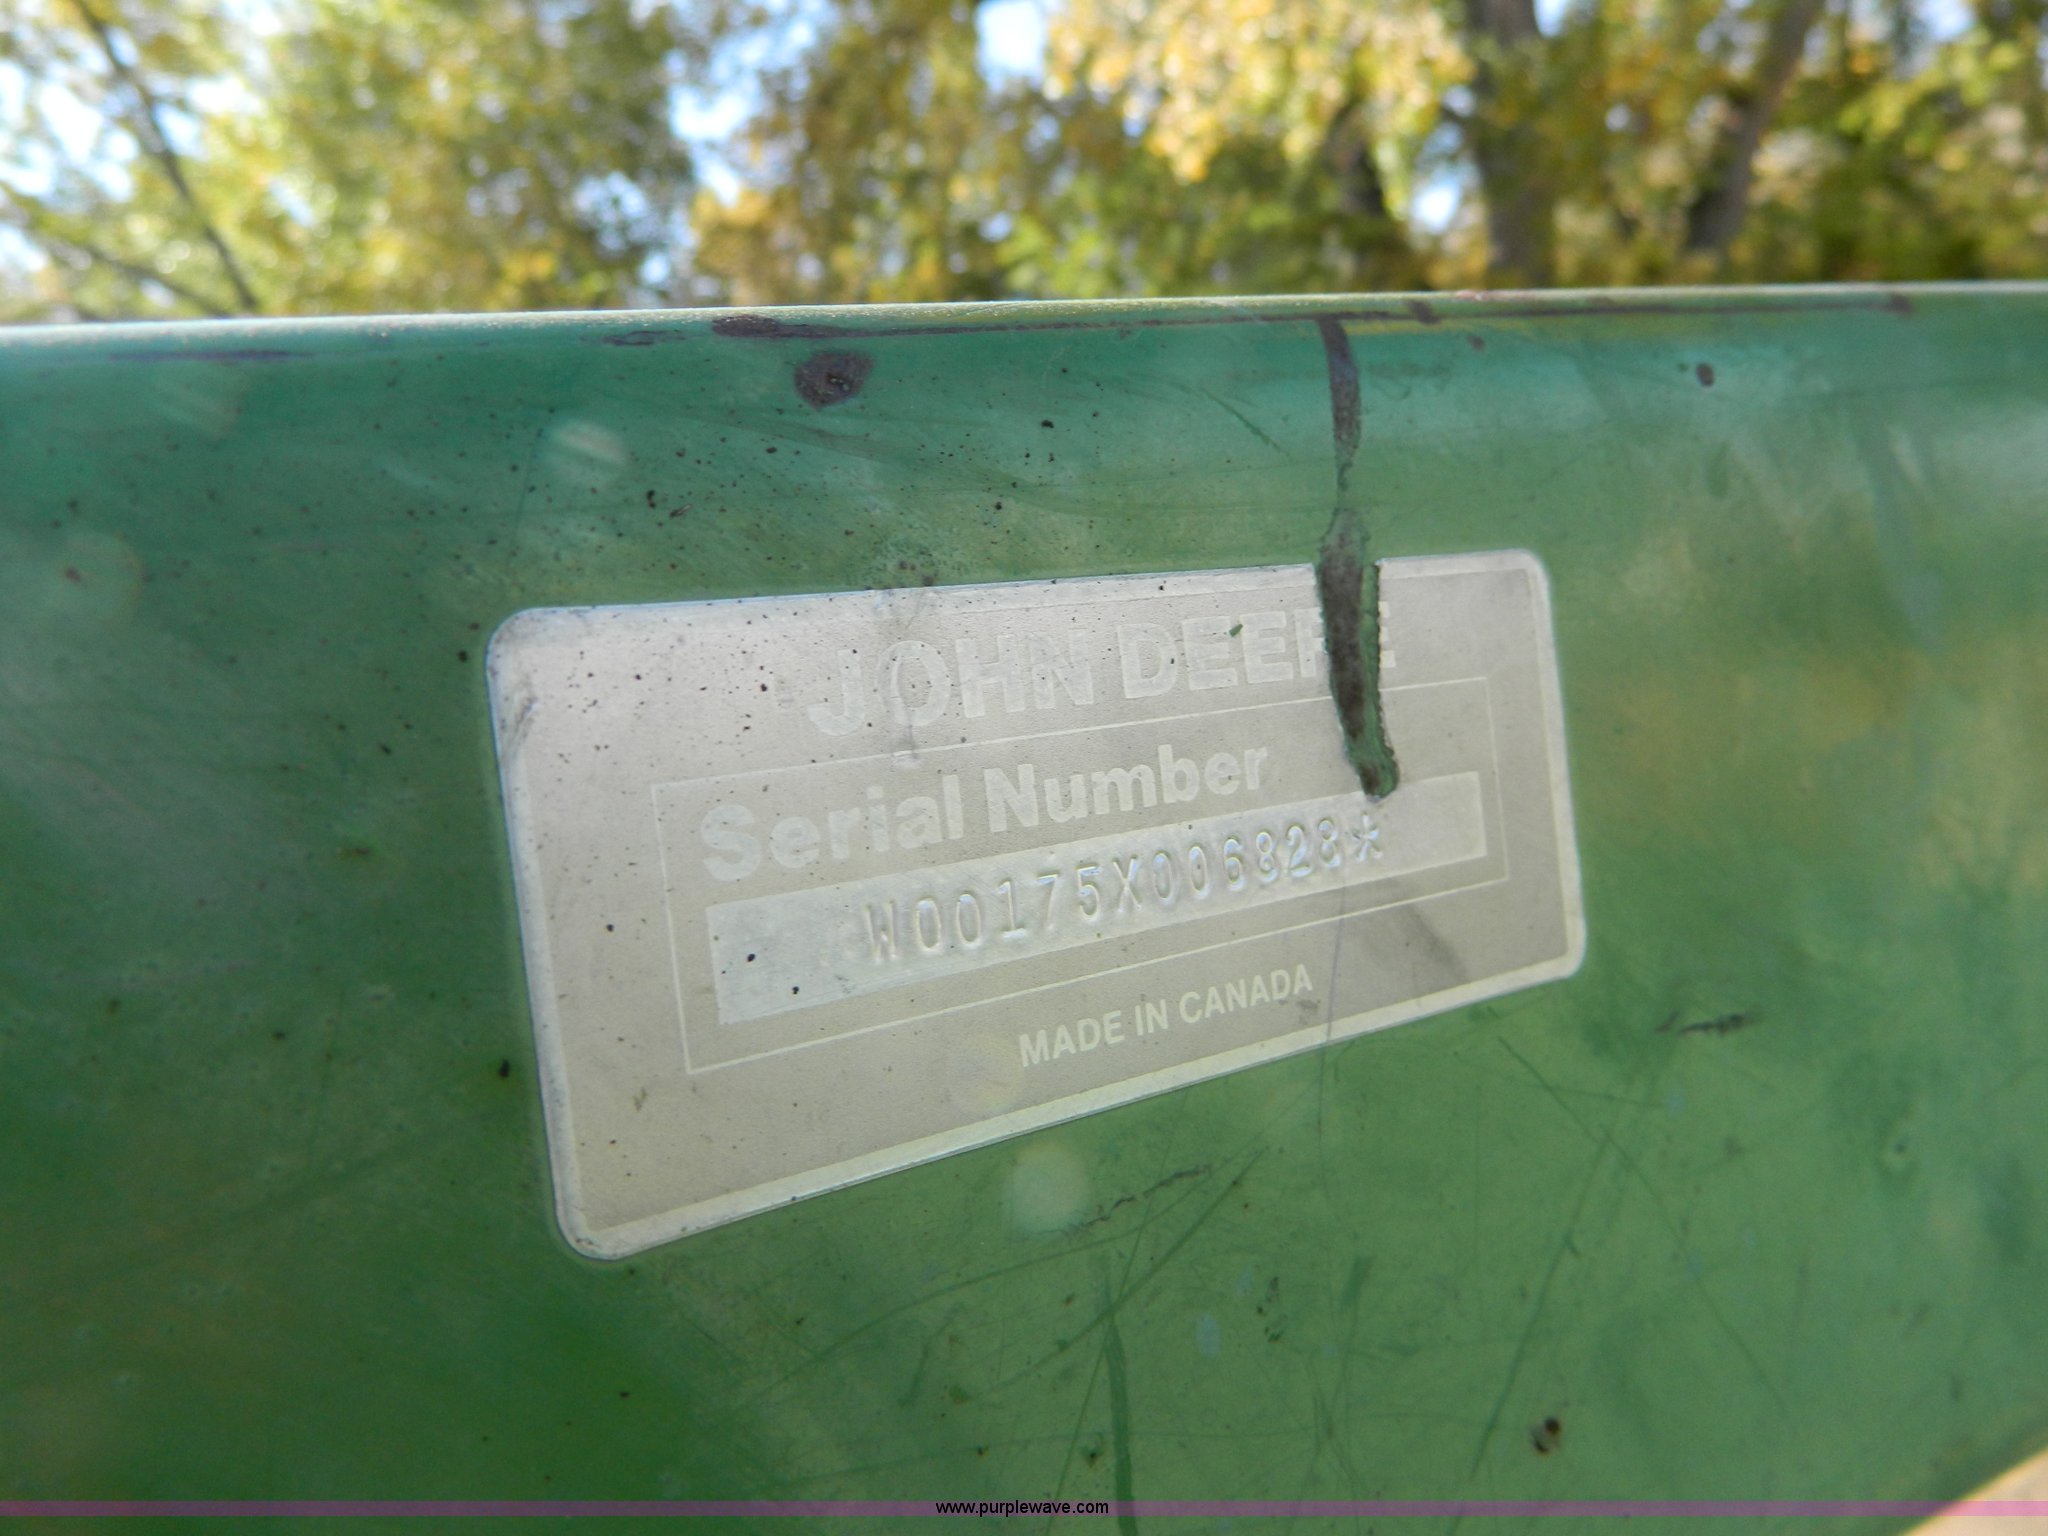 JOHN DEERE
Serial Number
W00175X006828*
MADE IN CANADA
www.purplewave.com